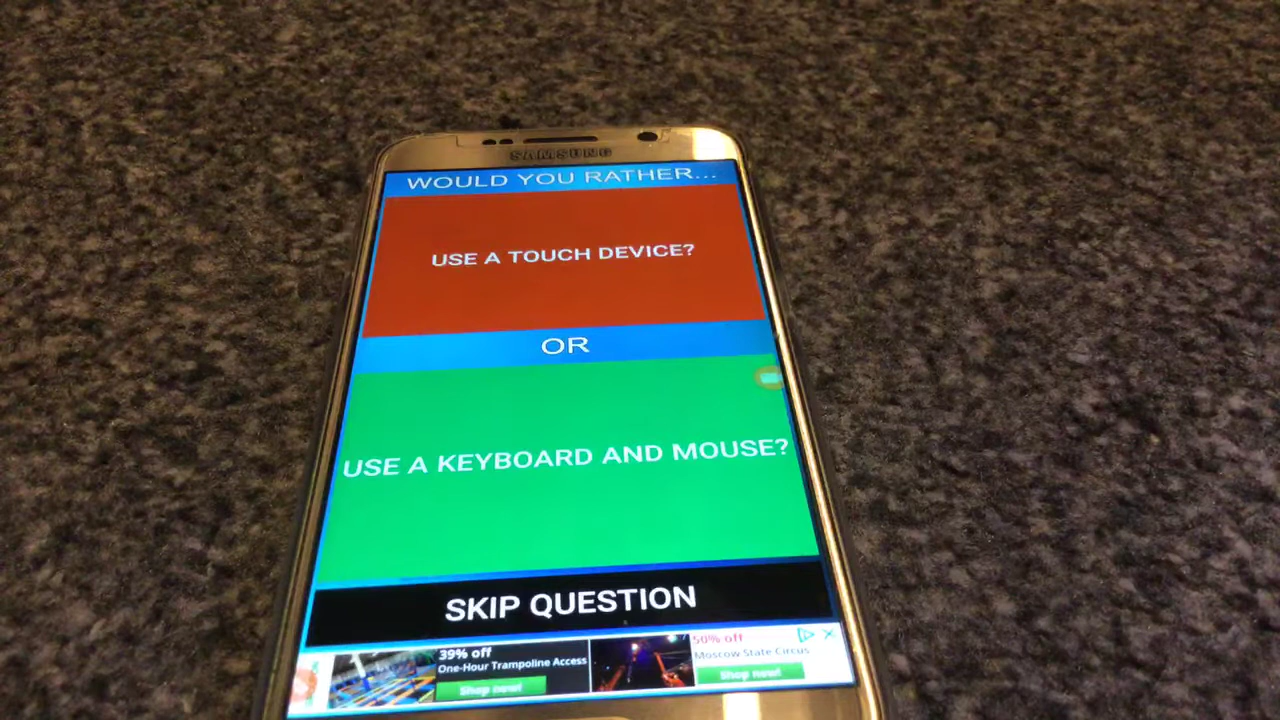 SAMSUNG
WOULD YOU RATHER...
USE A TOUCH DEVICE?
OR
USE A KEYBOARD AND MOUSE?
SKIP QUESTION
39% off
One-Hour Trampoline Access
Shop now!
50% off
Moscow State Circus
Shop now!